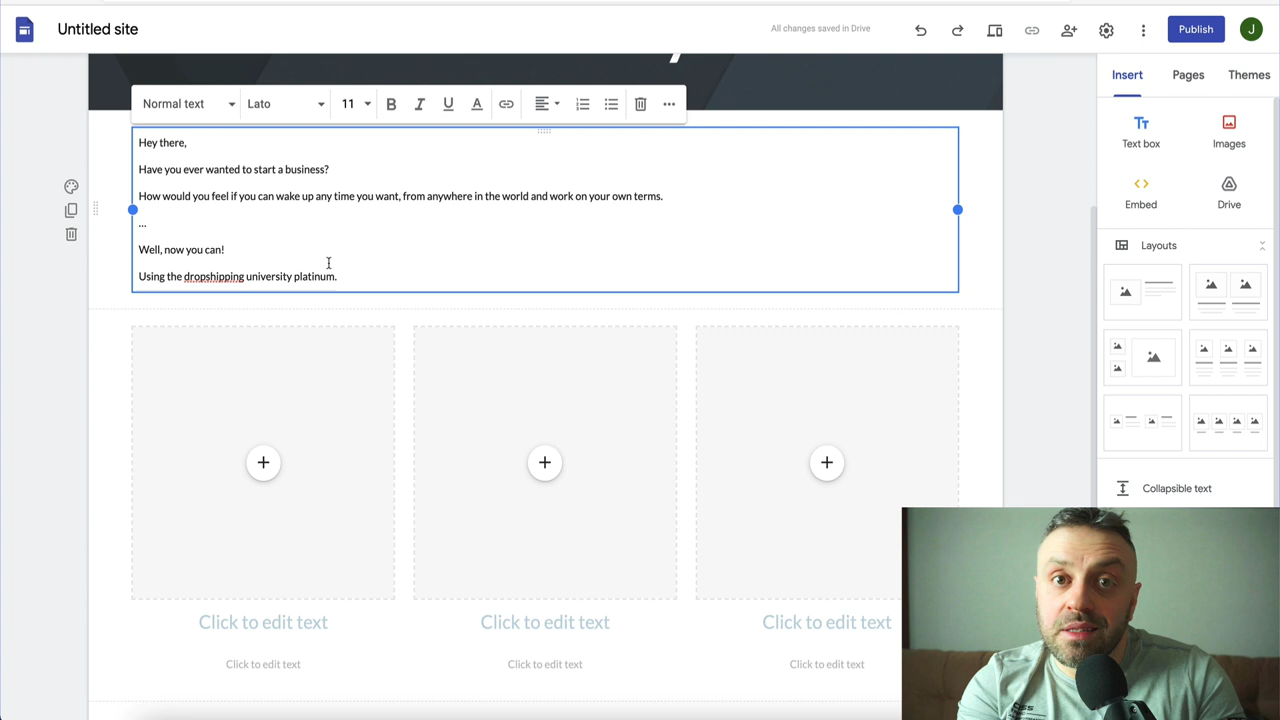 Untitled site
All changes saved in Drive
Publish
J
Insert
Pages
Themes
Normal text
Lato
11
B
I
U
A
Hey there,
Have you ever wanted to start a business?
How would you feel if you can wake up any time you want, from anywhere in the world and work on your own terms.
...
Well, now you can!
Using the dropshipping university platinum.
Tт
Text box
Images
Embed
Drive
Layouts
Collapsible text
Click to edit text
Click to edit text
Click to edit text
Click to edit text
Click to edit text
Click to edit text